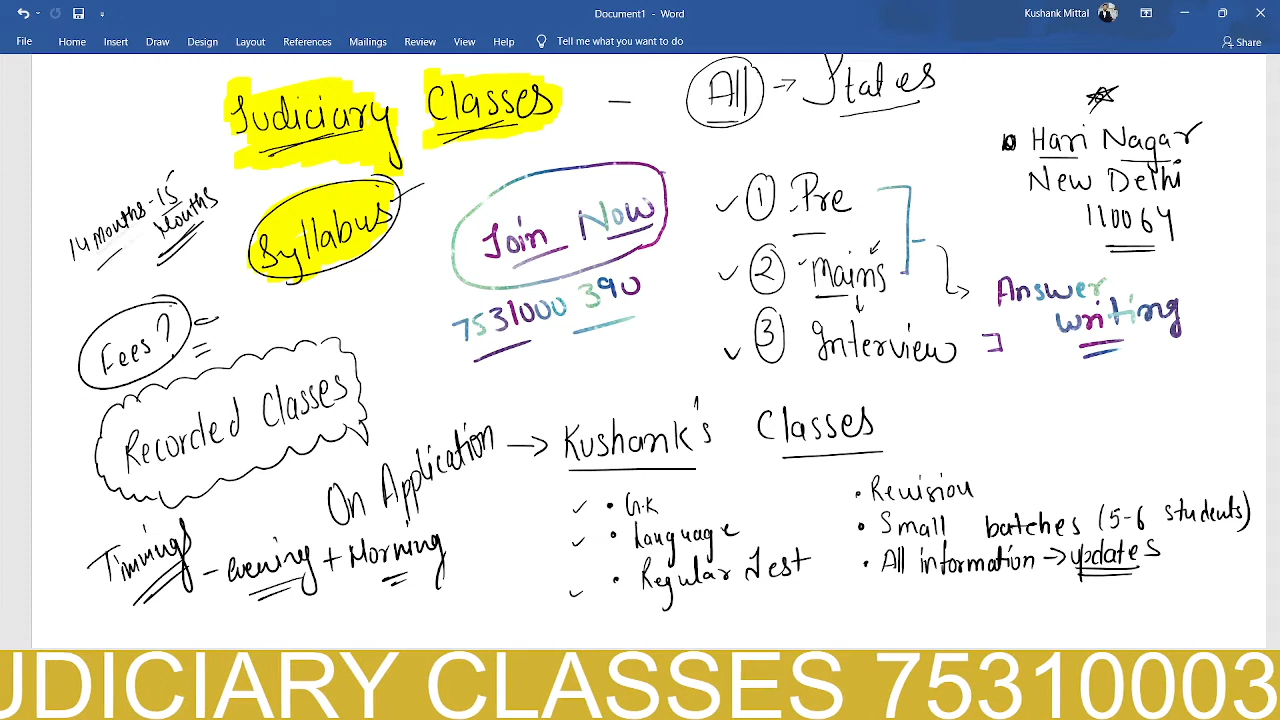 Document1 - Word
Kushank Mittal
File Home Insert Draw Design Layout References Mailings Review View Help Tell me what you want to do Share
Judiciary Classes - All → States
14 months - 15 months
Syllabus
Join Now
7531000 390
① Pre
② Mains
③ Interview
Answer writing
Hari Nagar
New Delhi
110064
Fees?
Recorded Classes
On Application → Kushank's Classes
• G.K
• Language
• Regular Test
• Revision
• Small batches (5-6 students)
• All information → updates
Timings - evening + Morning
UDICIARY CLASSES 75310003